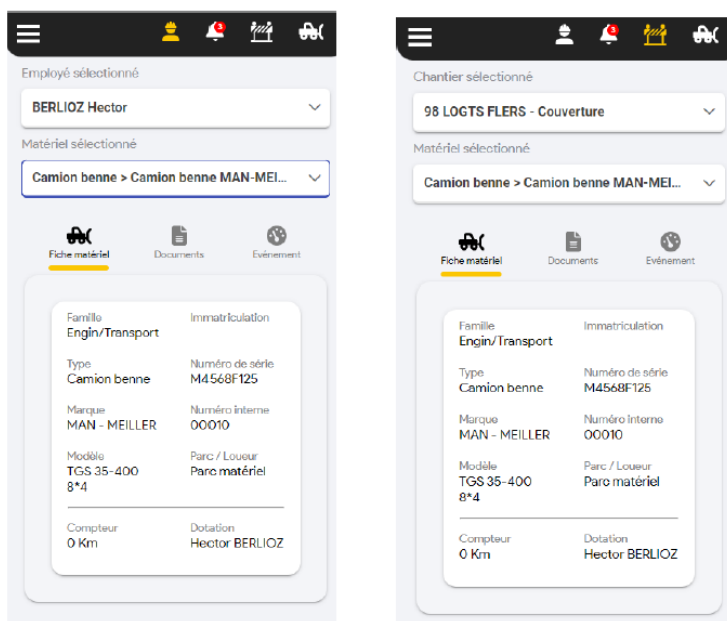 3
Employé sélectionné
BERLIOZ Hector
Matériel sélectionné
Camion benne > Camion benne MAN-MEI...
Fiche matériel Documents Evénement
Famille Immatriculation
Engin/Transport
Type Numéro de série
Camion benne M4568F125
Marque Numéro interne
MAN - MEILLER 00010
Modèle Parc / Loueur
TGS 35-400 Parc matériel
8*4
Compteur Dotation
0 Km Hector BERLIOZ
3
Chantier sélectionné
98 LOGTS FLERS - Couverture
Matériel sélectionné
Camion benne > Camion benne MAN-MEI...
Fiche matériel Documents Evénement
Famille Immatriculation
Engin/Transport
Type Numéro de série
Camion benne M4568F125
Marque Numéro interne
MAN - MEILLER 00010
Modèle Parc / Loueur
TGS 35-400 Parc matériel
8*4
Compteur Dotation
0 Km Hector BERLIOZ